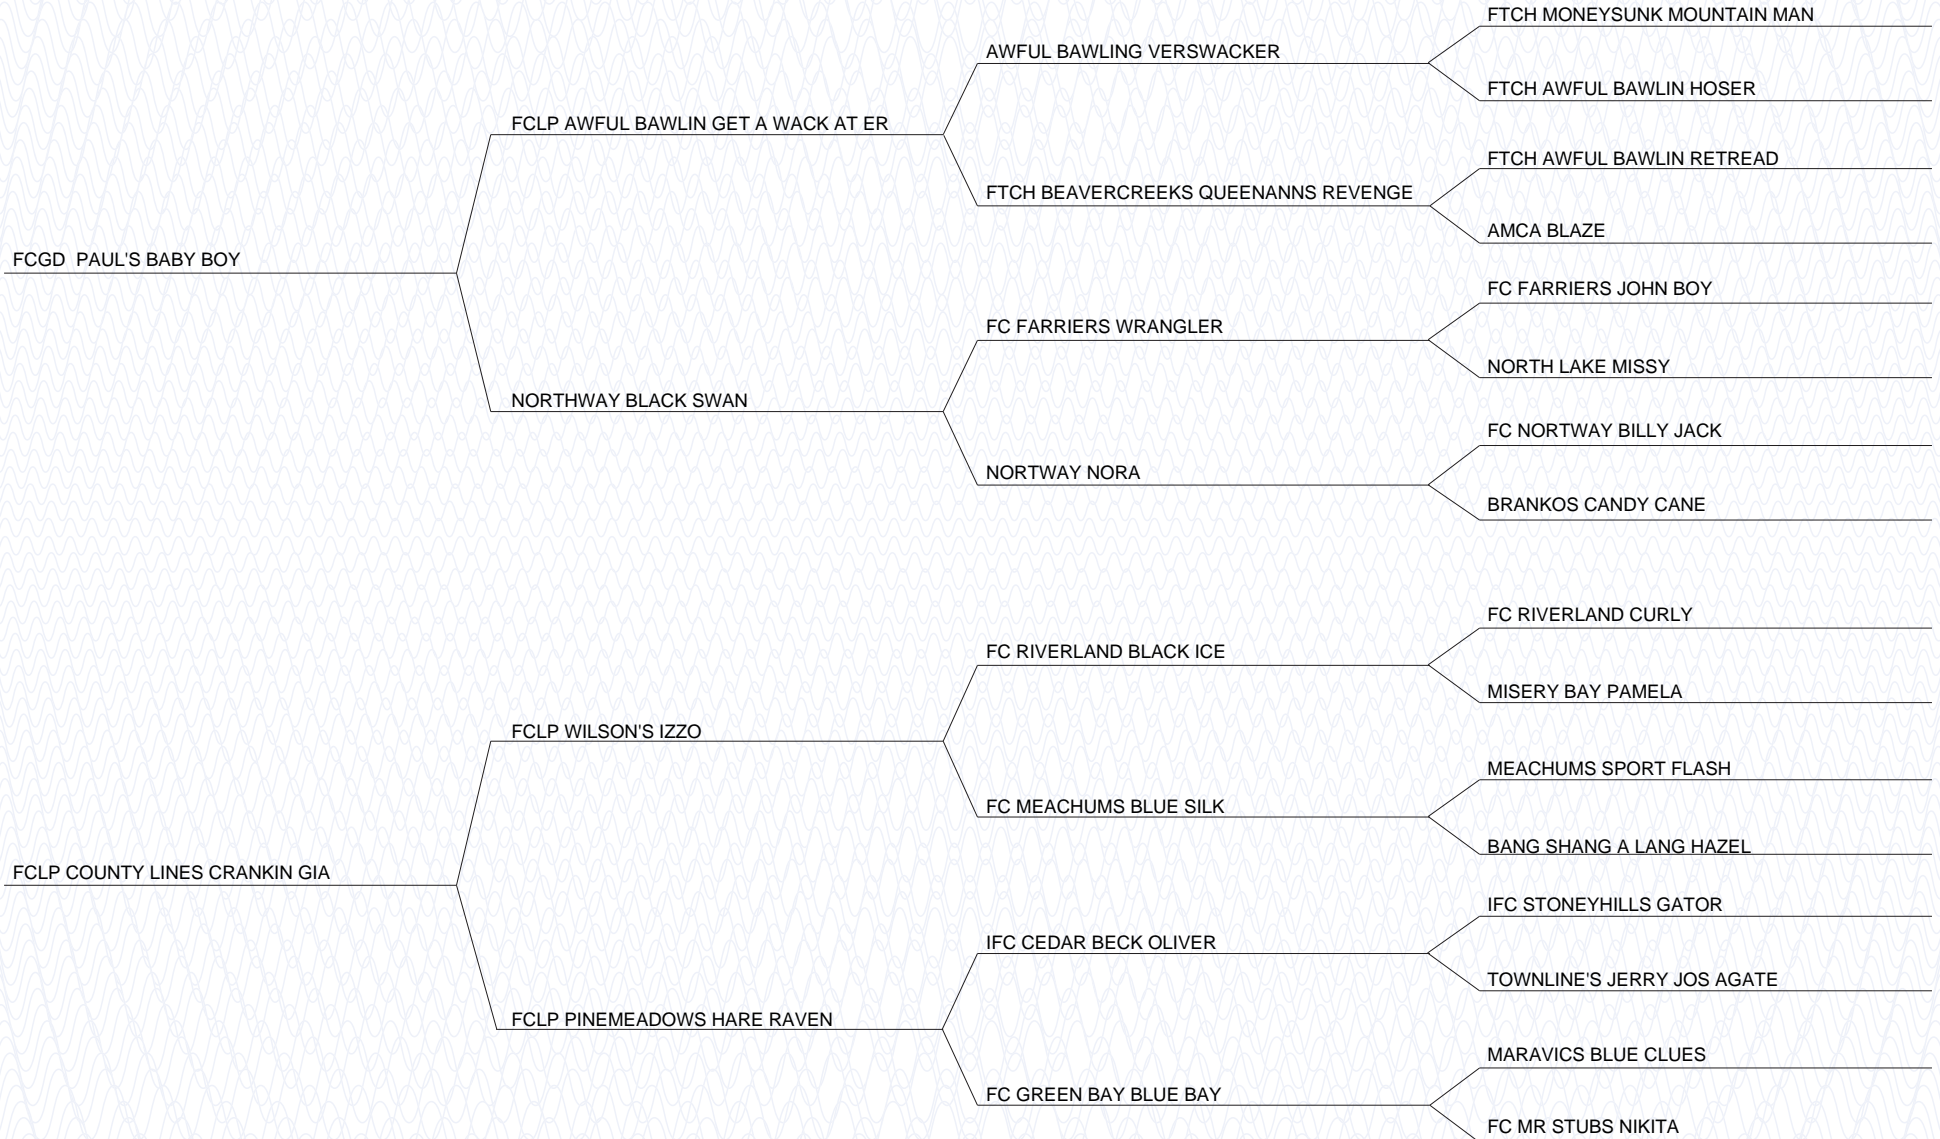 FTCH MONEYSUNK MOUNTAIN MAN
AWFUL BAWLING VERSWACKER
FTCH AWFUL BAWLIN HOSER
FCLP AWFUL BAWLIN GET A WACK AT ER
FTCH AWFUL BAWLIN RETREAD
FTCH BEAVERCREEKS QUEENANNS REVENGE
AMCA BLAZE
FCGD  PAUL'S BABY BOY
FC FARRIERS JOHN BOY
FC FARRIERS WRANGLER
NORTH LAKE MISSY
NORTHWAY BLACK SWAN
FC NORTWAY BILLY JACK
NORTWAY NORA
BRANKOS CANDY CANE
FC RIVERLAND CURLY
FC RIVERLAND BLACK ICE
MISERY BAY PAMELA
FCLP WILSON'S IZZO
MEACHUMS SPORT FLASH
FC MEACHUMS BLUE SILK
BANG SHANG A LANG HAZEL
FCLP COUNTY LINES CRANKIN GIA
IFC STONEYHILLS GATOR
IFC CEDAR BECK OLIVER
TOWNLINE'S JERRY JOS AGATE
FCLP PINEMEADOWS HARE RAVEN
MARAVICS BLUE CLUES
FC GREEN BAY BLUE BAY
FC MR STUBS NIKITA